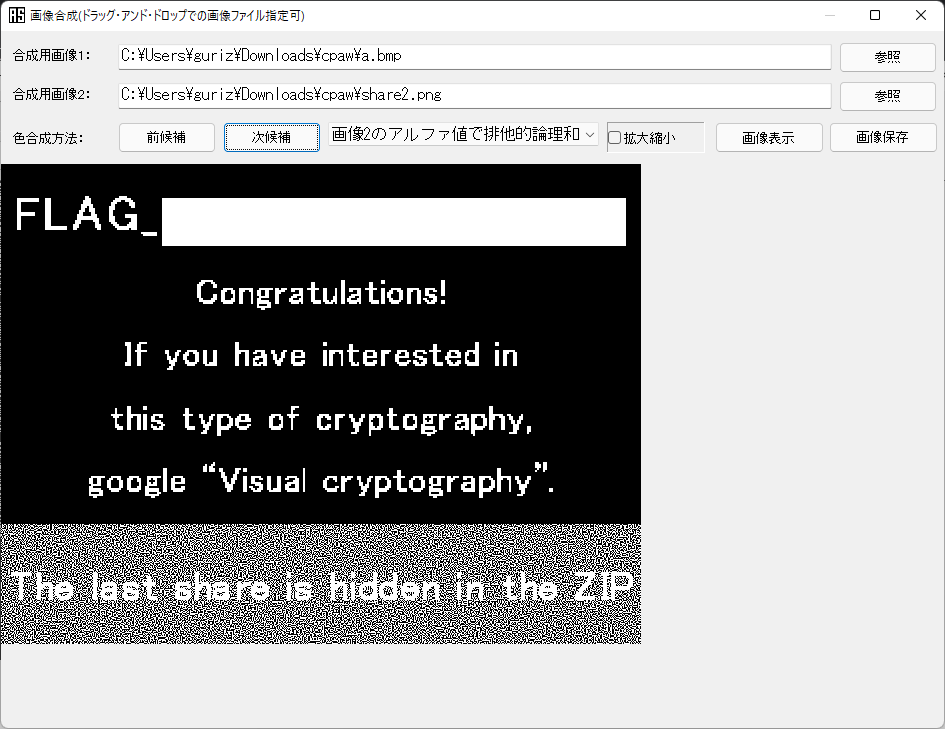 画像合成(ドラッグ・アンド・ドロップでの画像ファイル指定可)
合成用画像1: C:¥Users¥guriz¥Downloads¥cpaw¥a.bmp 参照
合成用画像2: C:¥Users¥guriz¥Downloads¥cpaw¥share2.png 参照
色合成方法: 前候補 次候補 画像2のアルファ値で排他的論理和 拡大縮小 画像表示 画像保存
FLAG_
Congratulations!
If you have interested in
this type of cryptography,
google “Visual cryptography”.
The last share is hidden in the ZIP